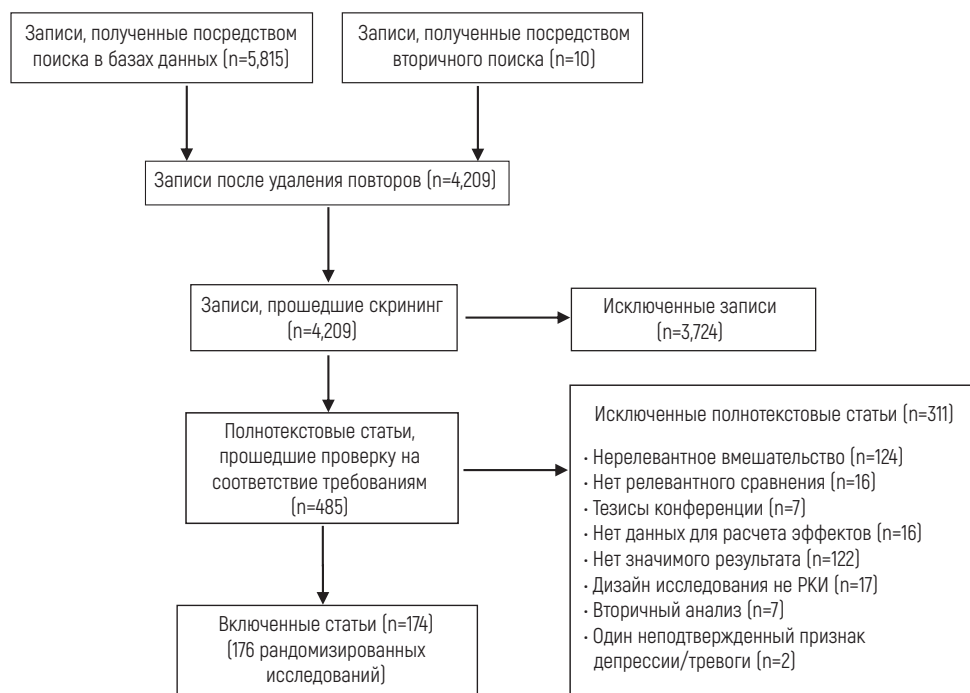 Записи, полученные посредством
поиска в базах данных (n=5,815)
Записи, полученные посредством
вторичного поиска (n=10)
Записи после удаления повторов (n=4,209)
Записи, прошедшие скрининг
(n=4,209)
Исключенные записи
(n=3,724)
Полнотекстовые статьи,
прошедшие проверку на
соответствие требованиям
(n=485)
Исключенные полнотекстовые статьи (n=311)
· Нерелевантное вмешательство (n=124)
· Нет релевантного сравнения (n=16)
· Тезисы конференции (n=7)
· Нет данных для расчета эффектов (n=16)
· Нет значимого результата (n=122)
· Дизайн исследования не РКИ (n=17)
· Вторичный анализ (n=7)
· Один неподтвержденный признак
депрессии/тревоги (n=2)
Включенные статьи (n=174)
(176 рандомизированных
исследований)